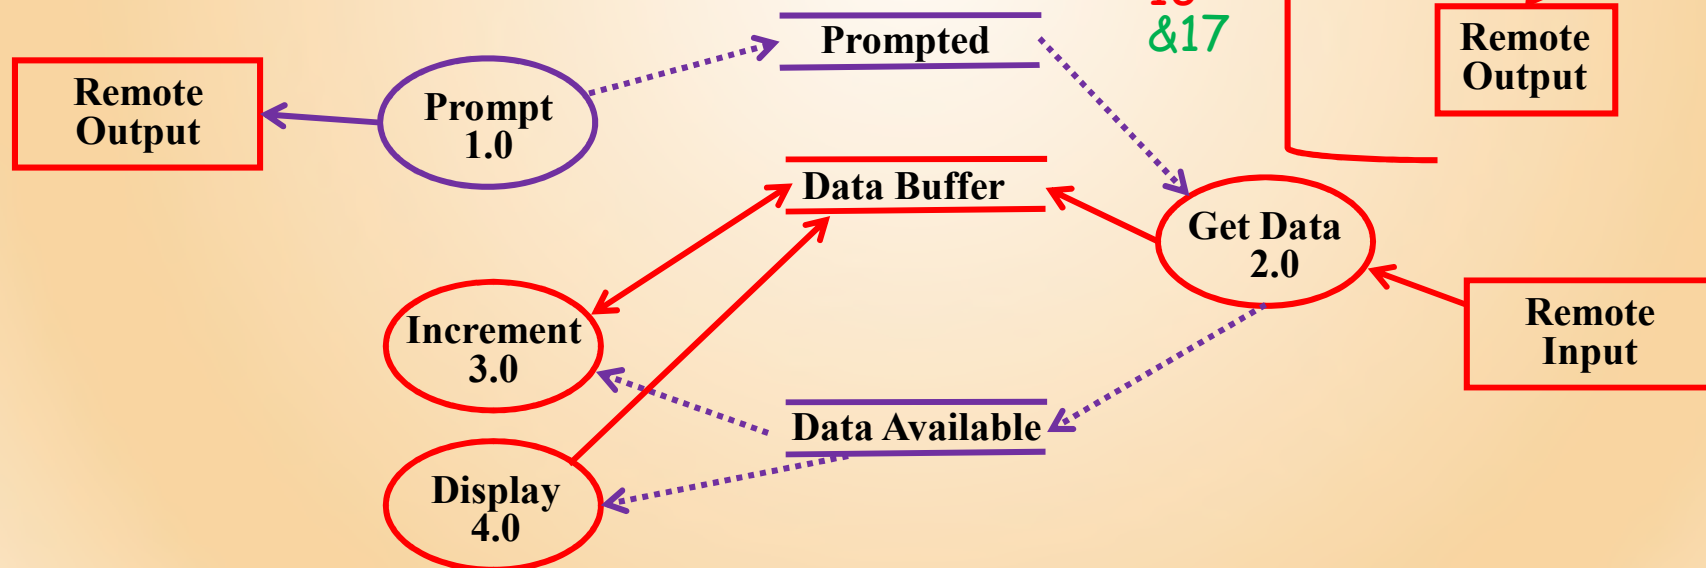 &17
Remote
Output
Prompted
Remote
Output
Prompt
1.0
Data Buffer
Get Data
2.0
Increment
3.0
Remote
Input
Data Available
Display
4.0